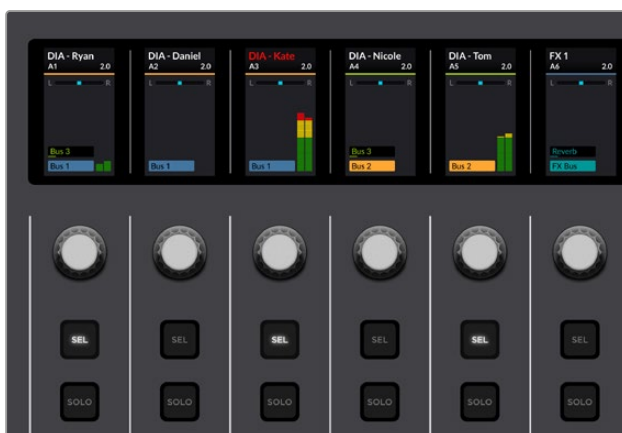 DIA - Ryan DIA - Daniel DIA - Kate DIA - Nicole DIA - Tom FX 1
A1 2.0 A2 2.0 A3 2.0 A4 2.0 A5 2.0 A6 2.0
L R L R L R L R L R L R
Bus 3 Bus 3 Reverb
Bus 1 Bus 1 Bus 1 Bus 2 Bus 2 FX Bus
SEL SEL SEL SEL SEL SEL
SOLO SOLO SOLO SOLO SOLO SOLO